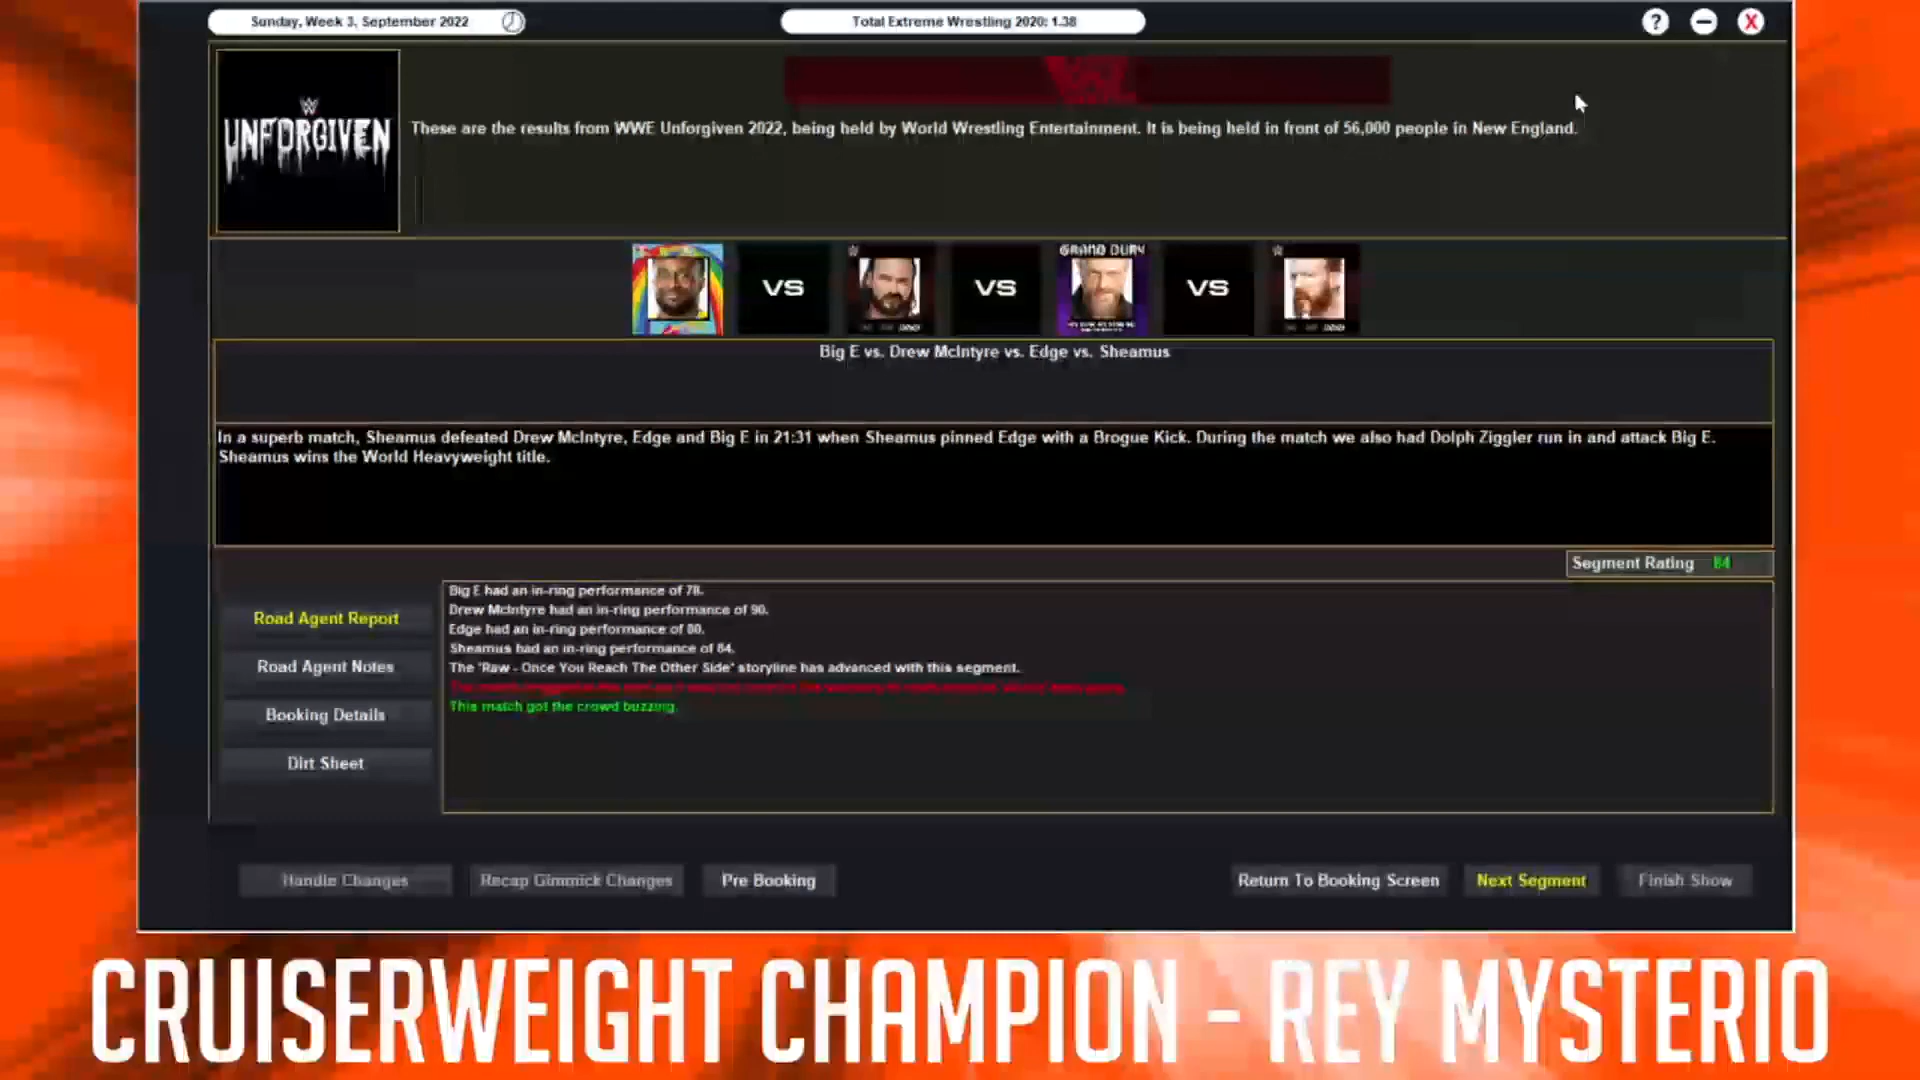 Sunday, Week 3, September 2022
Total Extreme Wrestling 2020: 1.38
?
X
W
UNFORGIVEN
These are the results from WWE Unforgiven 2022, being held by World Wrestling Entertainment. It is being held in front of 56,000 people in New England.
VS
VS
VS
Big E vs. Drew McIntyre vs. Edge vs. Sheamus
In a superb match, Sheamus defeated Drew McIntyre, Edge and Big E in 21:31 when Sheamus pinned Edge with a Brogue Kick. During the match we also had Dolph Ziggler run in and attack Big E.
Sheamus wins the World Heavyweight title.
Segment Rating 84
Road Agent Report
Road Agent Notes
Booking Details
Dirt Sheet
Big E had an in-ring performance of 78.
Drew McIntyre had an in-ring performance of 90.
Edge had an in-ring performance of 80.
Sheamus had an in-ring performance of 84.
The 'Raw - Once You Reach The Other Side' storyline has advanced with this segment.
This match got the crowd buzzing.
Handle Changes
Recap Gimmick Changes
Pre Booking
Return To Booking Screen
Next Segment
Finish Show
CRUISERWEIGHT CHAMPION - REY MYSTERIO